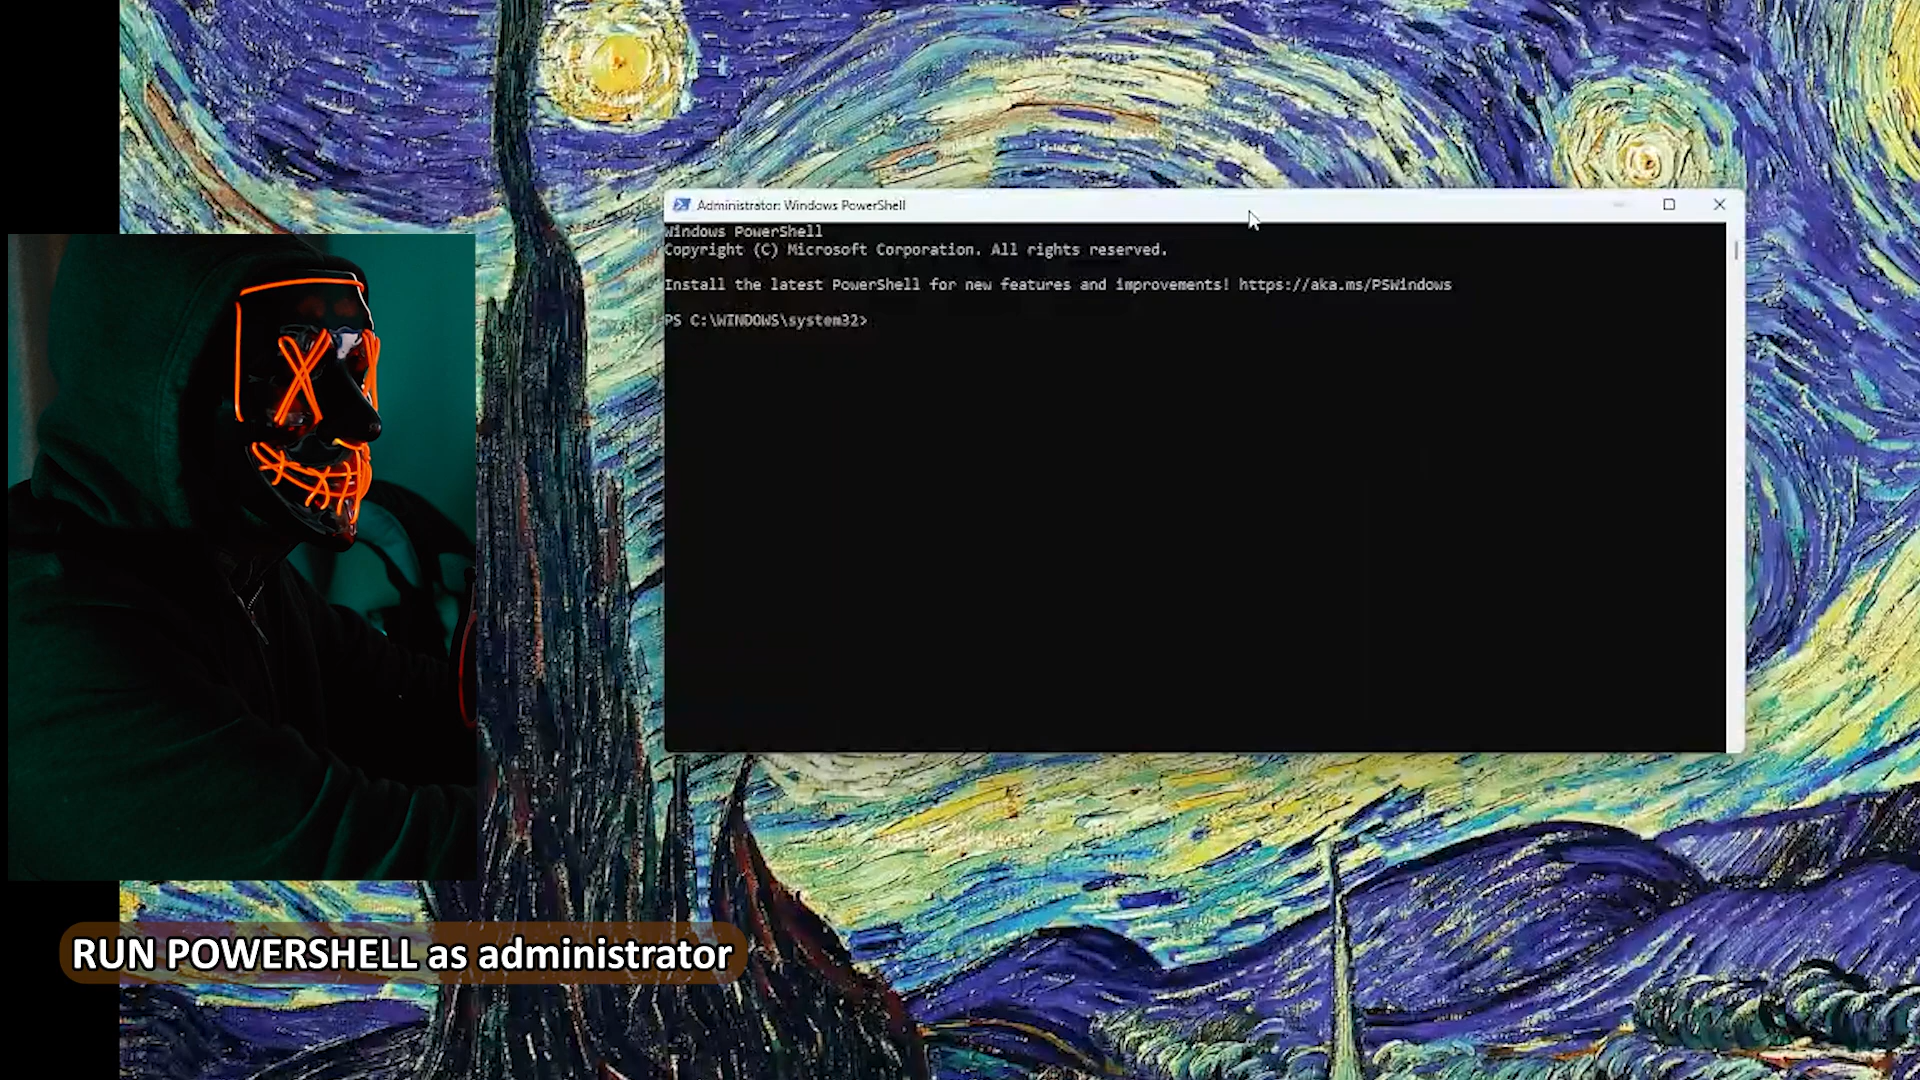 Administrator: Windows PowerShell
Windows PowerShell
Copyright (C) Microsoft Corporation. All rights reserved.
Install the latest PowerShell for new features and improvements! https://aka.ms/PSWindows
PS C:\WINDOWS\system32>
RUN POWERSHELL as administrator